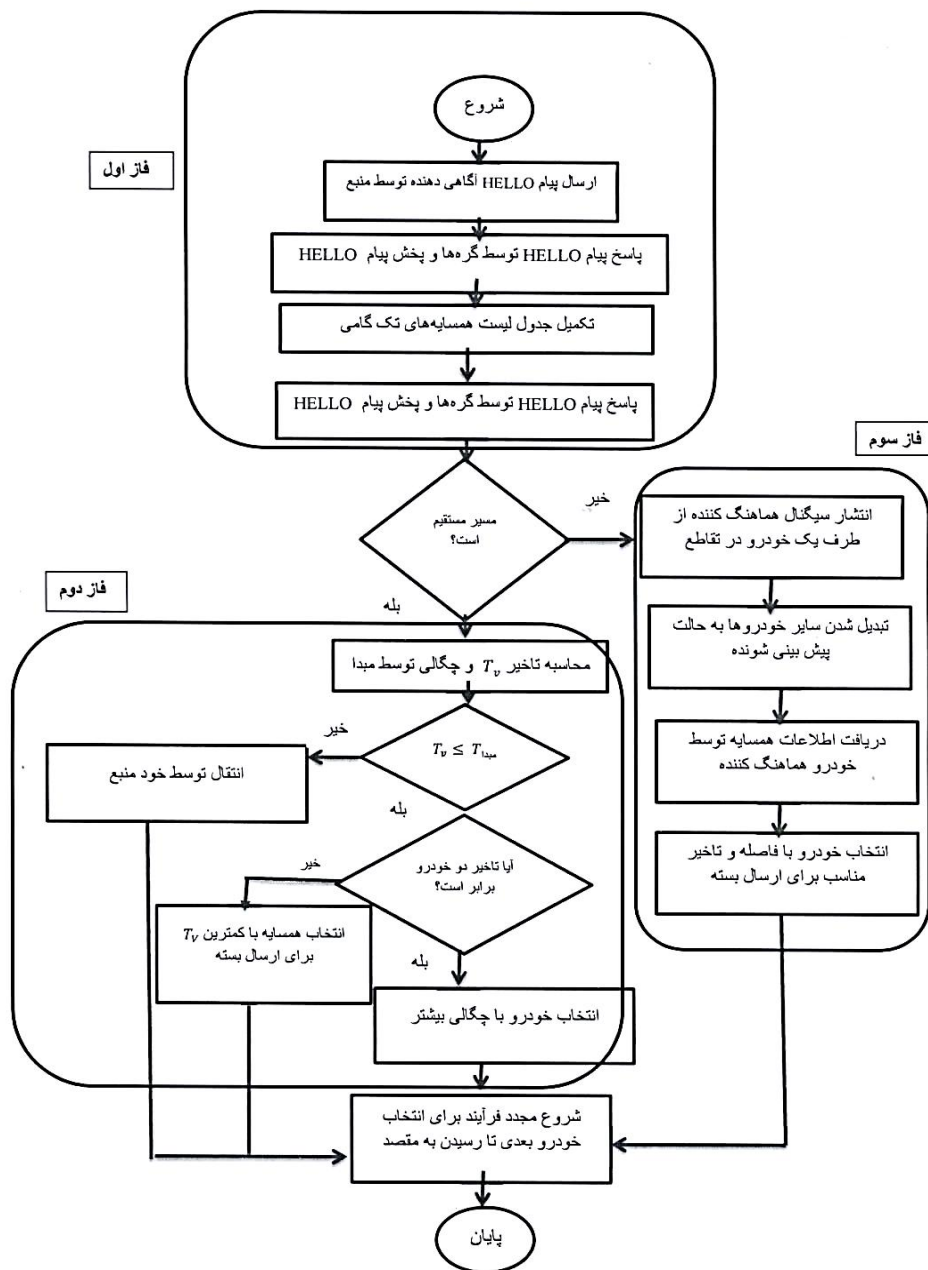 شروع
فاز اول
ارسال پیام HELLO آگاهی دهنده توسط منبع
پاسخ پیام HELLO توسط گره‌ها و پخش پیام HELLO
تکمیل جدول لیست همسایه‌های تک گامی
پاسخ پیام HELLO توسط گره‌ها و پخش پیام HELLO
فاز سوم
مسیر مستقیم
است؟
خیر
بله
انتشار سیگنال هماهنگ کننده از
طرف یک خودرو در تقاطع
تبدیل شدن سایر خودروها به حالت
پیش بینی شونده
دریافت اطلاعات همسایه توسط
خودرو هماهنگ کننده
انتخاب خودرو با فاصله و تاخیر
مناسب برای ارسال بسته
فاز دوم
محاسبه تاخیر T_v و چگالی توسط مبدا
T_v ≤ T_مبدا
خیر
انتقال توسط خود منبع
بله
آیا تاخیر دو خودرو
برابر است؟
خیر
انتخاب همسایه با کمترین T_V
برای ارسال بسته
بله
انتخاب خودرو با چگالی بیشتر
شروع مجدد فرآیند برای انتخاب
خودرو بعدی تا رسیدن به مقصد
پایان